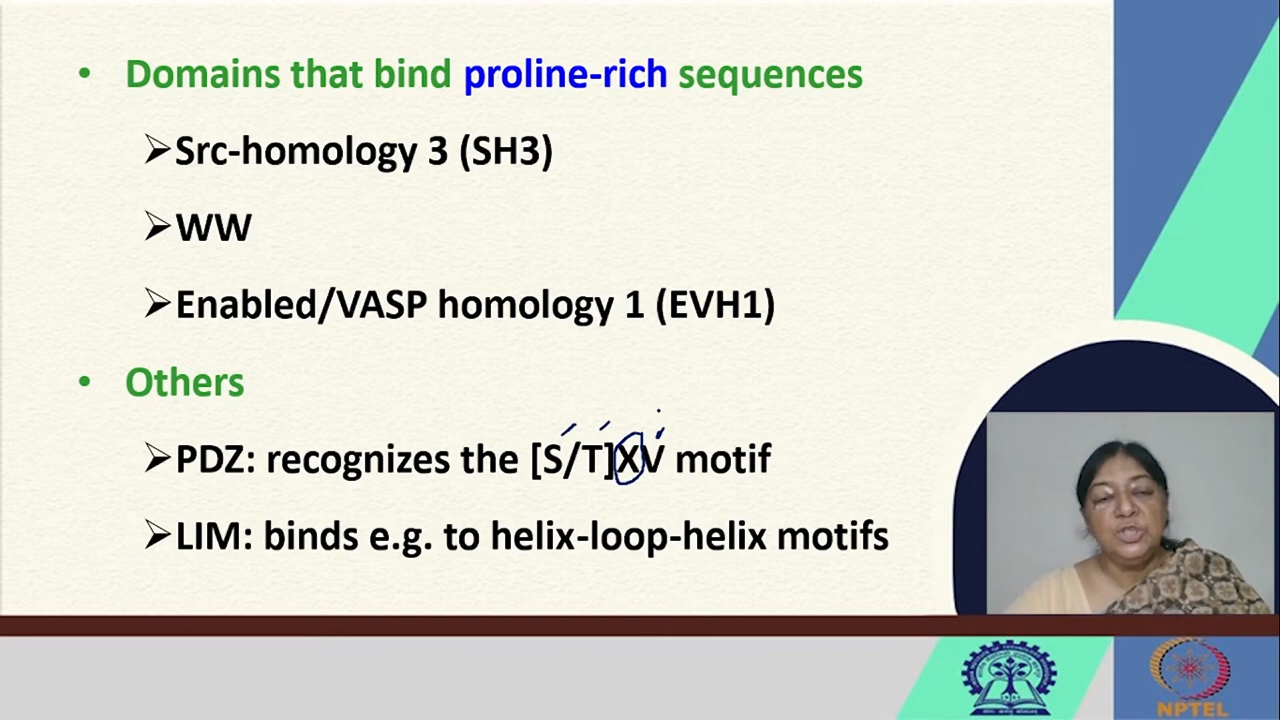 • Domains that bind proline-rich sequences
➢Src-homology 3 (SH3)
➢WW
➢Enabled/VASP homology 1 (EVH1)
• Others
➢PDZ: recognizes the [S/T]XV motif
➢LIM: binds e.g. to helix-loop-helix motifs
NPTEL